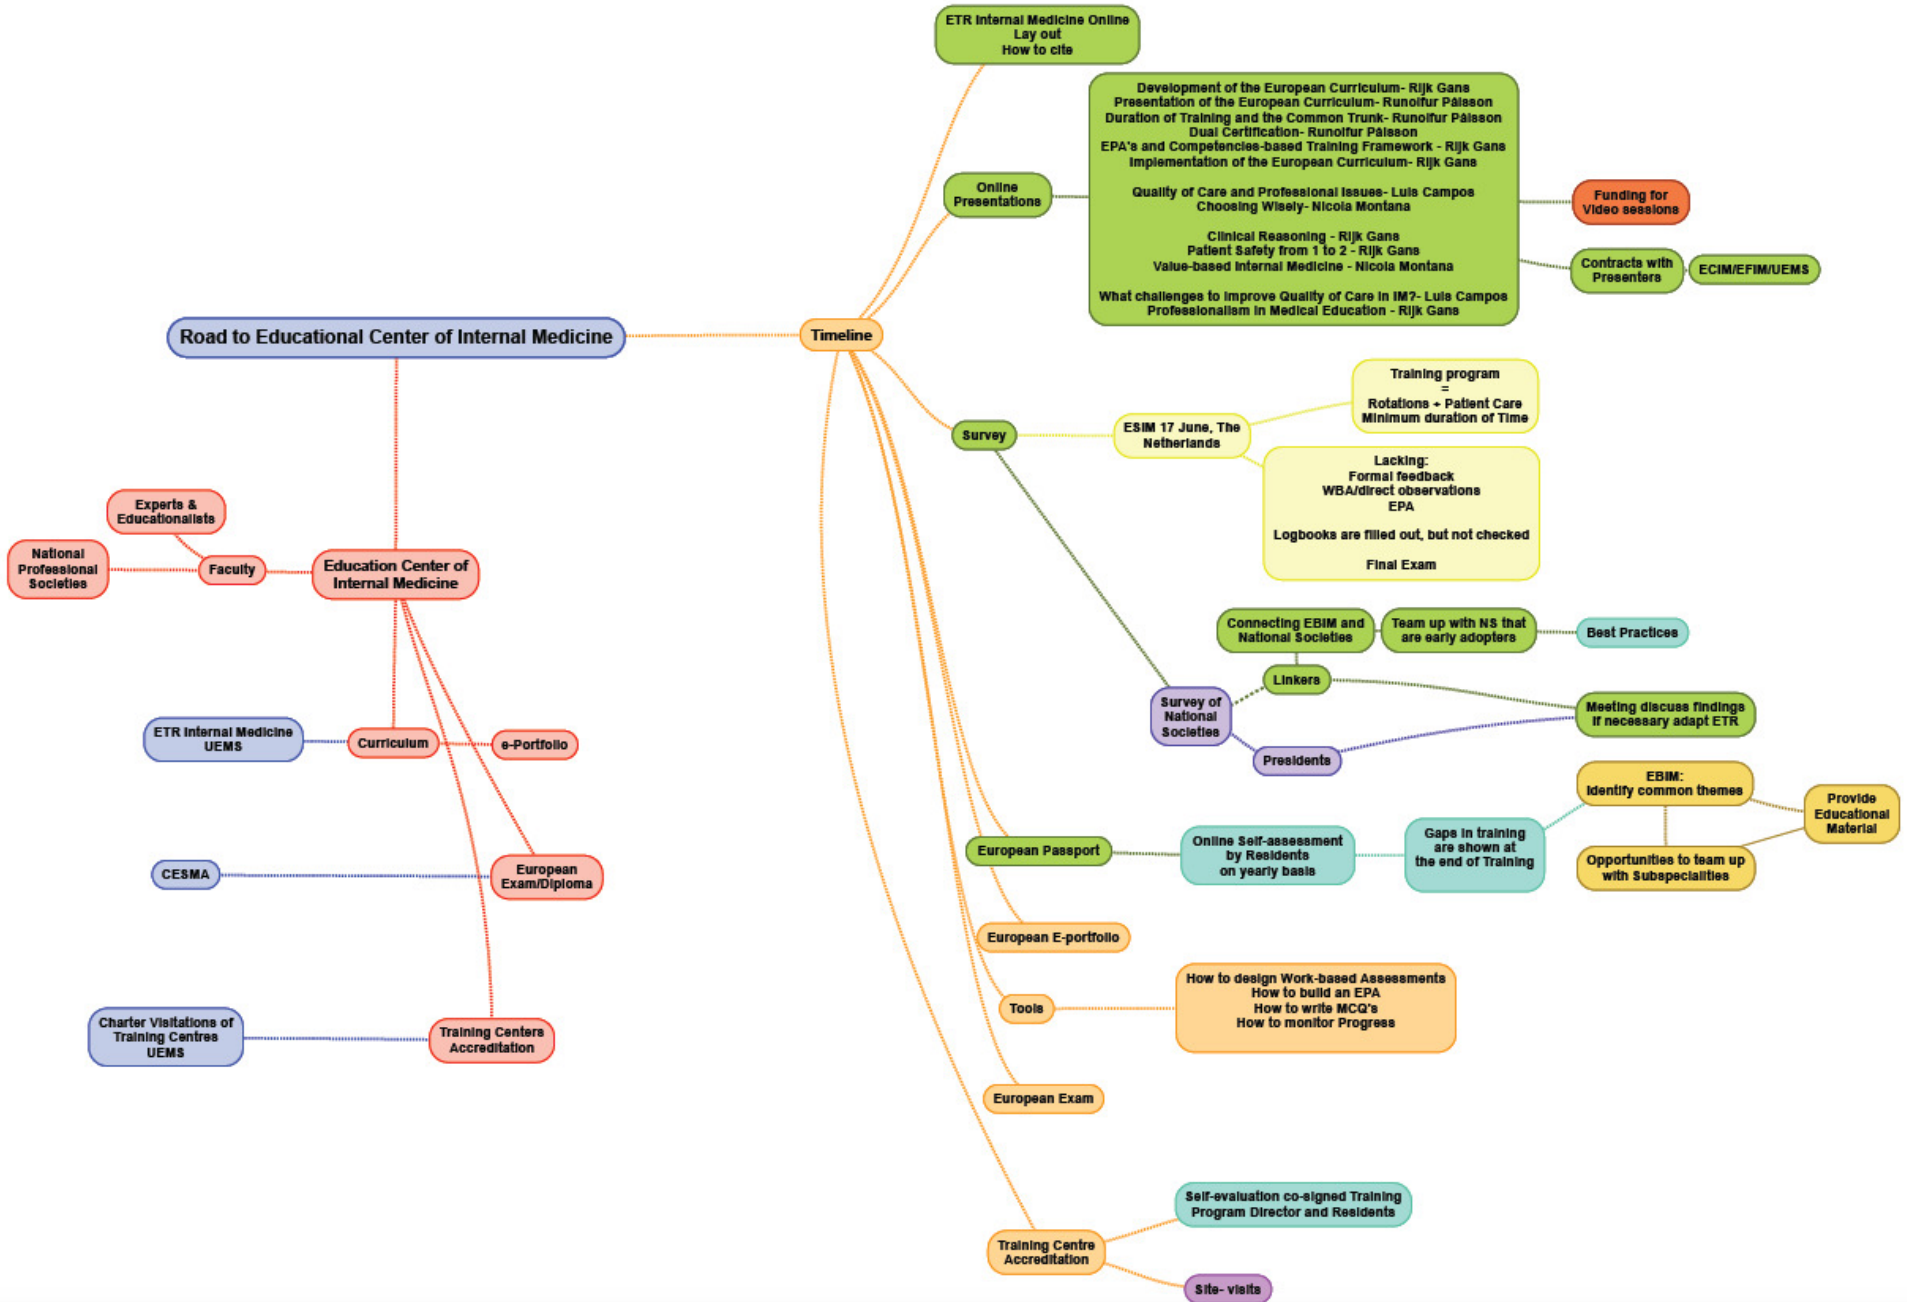 ETR Internal Medicine Online
Lay out
How to cite
Development of the European Curriculum- Rijk Gans
Presentation of the European Curriculum- Runolfur Pálsson
Duration of Training and the Common Trunk- Runolfur Pálsson
Dual Certification- Runolfur Pálsson
EPA's and Competencies-based Training Framework - Rijk Gans
Implementation of the European Curriculum- Rijk Gans
Quality of Care and Professional Issues- Luis Campos
Choosing Wisely- Nicola Montana
Clinical Reasoning - Rijk Gans
Patient Safety from 1 to 2 - Rijk Gans
Value-based Internal Medicine - Nicola Montana
What challenges to improve Quality of Care in IM?- Luis Campos
Professionalism in Medical Education - Rijk Gans
Online
Presentations
Funding for
Video sessions
Contracts with
Presenters
ECIM/EFIM/UEMS
Road to Educational Center of Internal Medicine
Timeline
Training program
=
Rotations + Patient Care
Minimum duration of Time
Survey
ESIM 17 June, The
Netherlands
Lacking:
Formal feedback
WBA/direct observations
EPA
Logbooks are filled out, but not checked
Final Exam
Experts &
Educationalists
National
Professional
Societies
Faculty
Education Center of
Internal Medicine
Connecting EBIM and
National Societies
Team up with NS that
are early adopters
Best Practices
Linkers
Survey of
National
Societies
Meeting discuss findings
if necessary adapt ETR
Presidents
ETR Internal Medicine
UEMS
Curriculum
e-Portfolio
EBIM:
Identify common themes
Provide
Educational
Material
European Passport
Online Self-assessment
by Residents
on yearly basis
Gaps in training
are shown at
the end of Training
Opportunities to team up
with Subspecialities
CESMA
European
Exam/Diploma
European E-portfolio
Tools
How to design Work-based Assessments
How to build an EPA
How to write MCQ's
How to monitor Progress
Charter Visitations of
Training Centres
UEMS
Training Centers
Accreditation
European Exam
Self-evaluation co-signed Training
Program Director and Residents
Training Centre
Accreditation
Site- visits